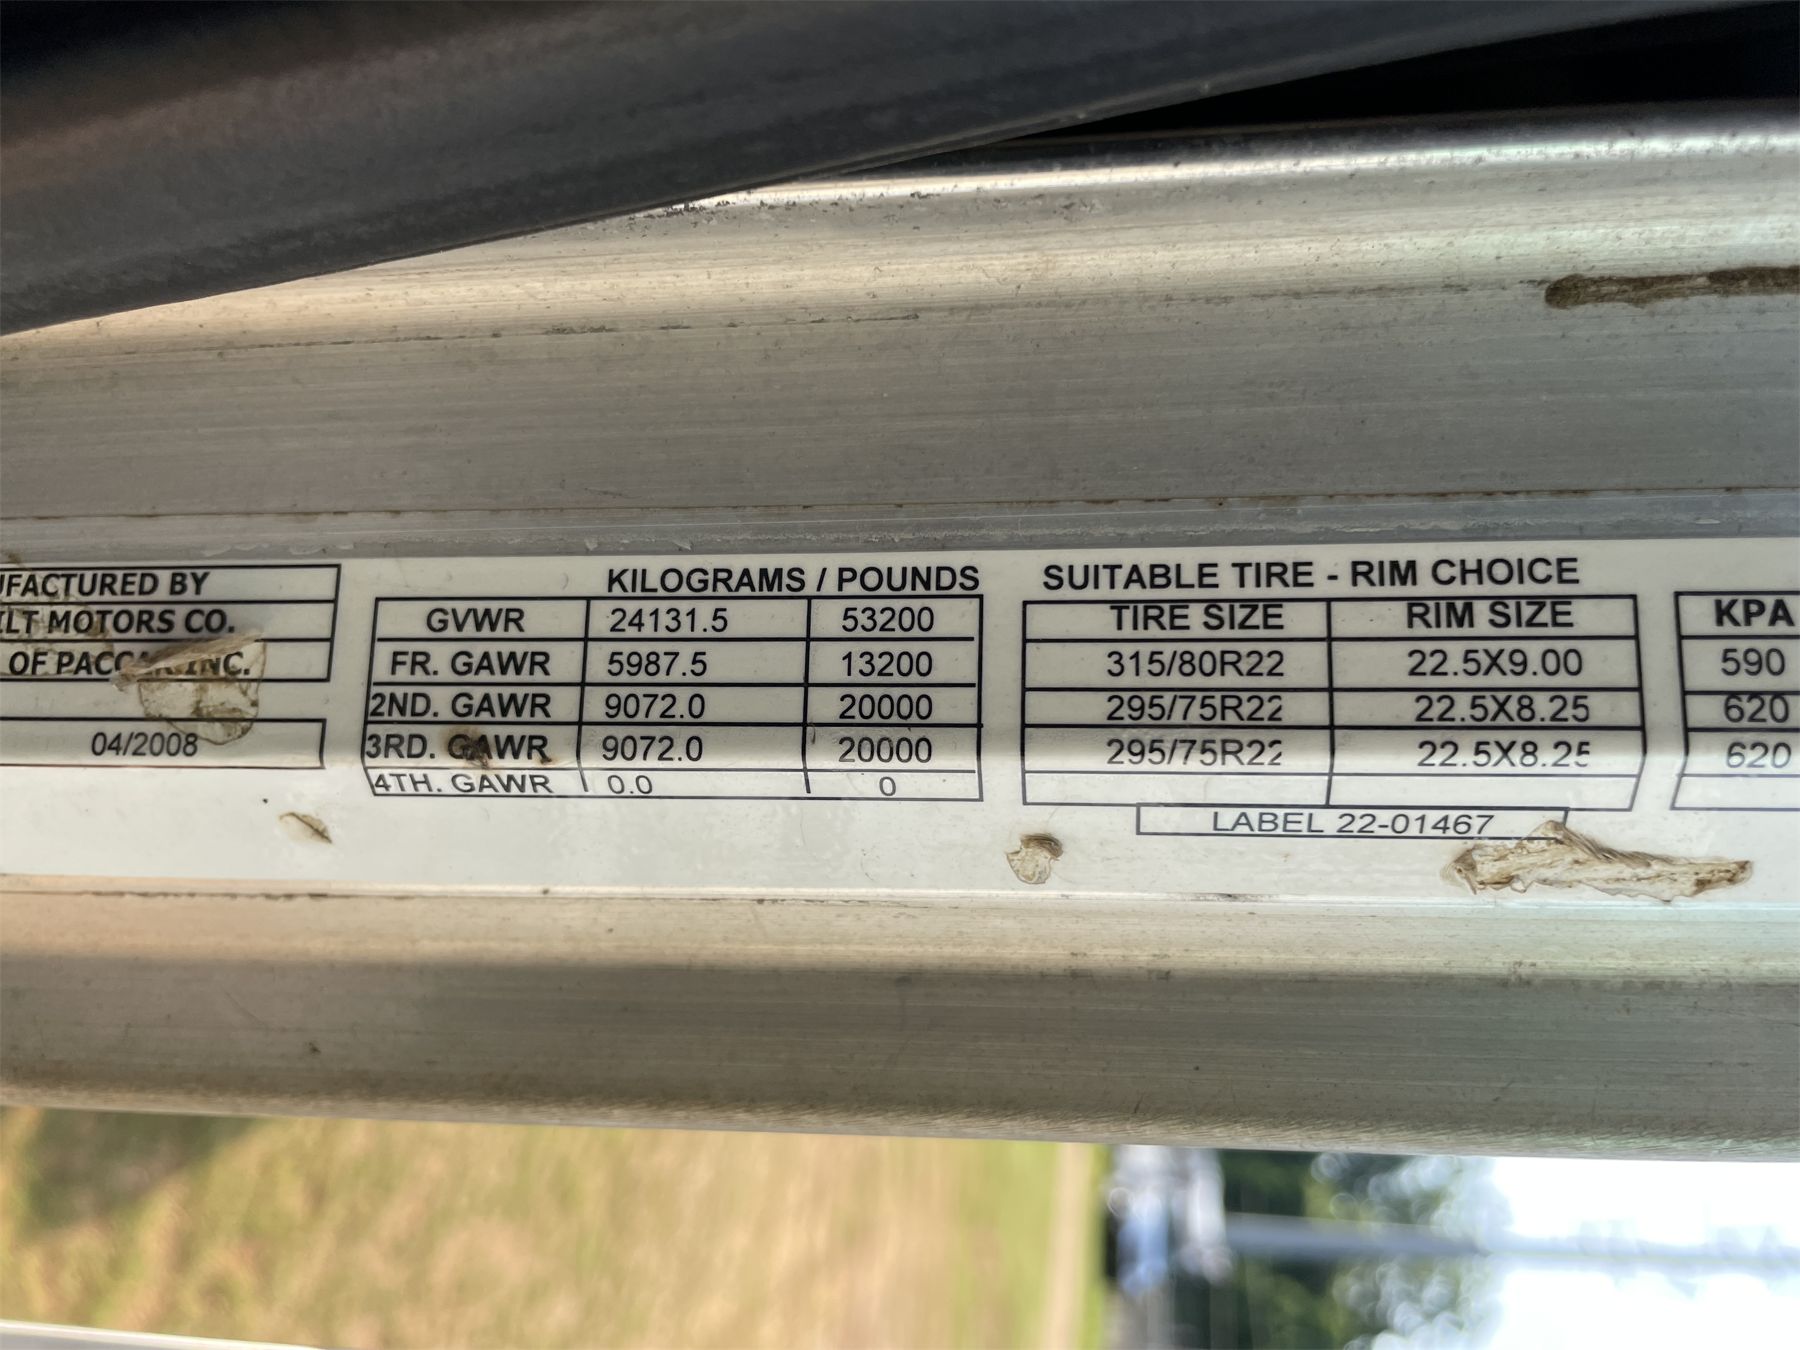 UFACTURED BY
ILT MOTORS CO.
OF PACCAR INC.
04/2008
KILOGRAMS / POUNDS
GVWR 24131.5 53200
FR. GAWR 5987.5 13200
2ND. GAWR 9072.0 20000
3RD. GAWR 9072.0 20000
4TH. GAWR 0.0 0
SUITABLE TIRE - RIM CHOICE
TIRE SIZE RIM SIZE
315/80R22 22.5X9.00
295/75R22 22.5X8.25
295/75R22 22.5X8.25
LABEL 22-01467
KPA
590
620
620